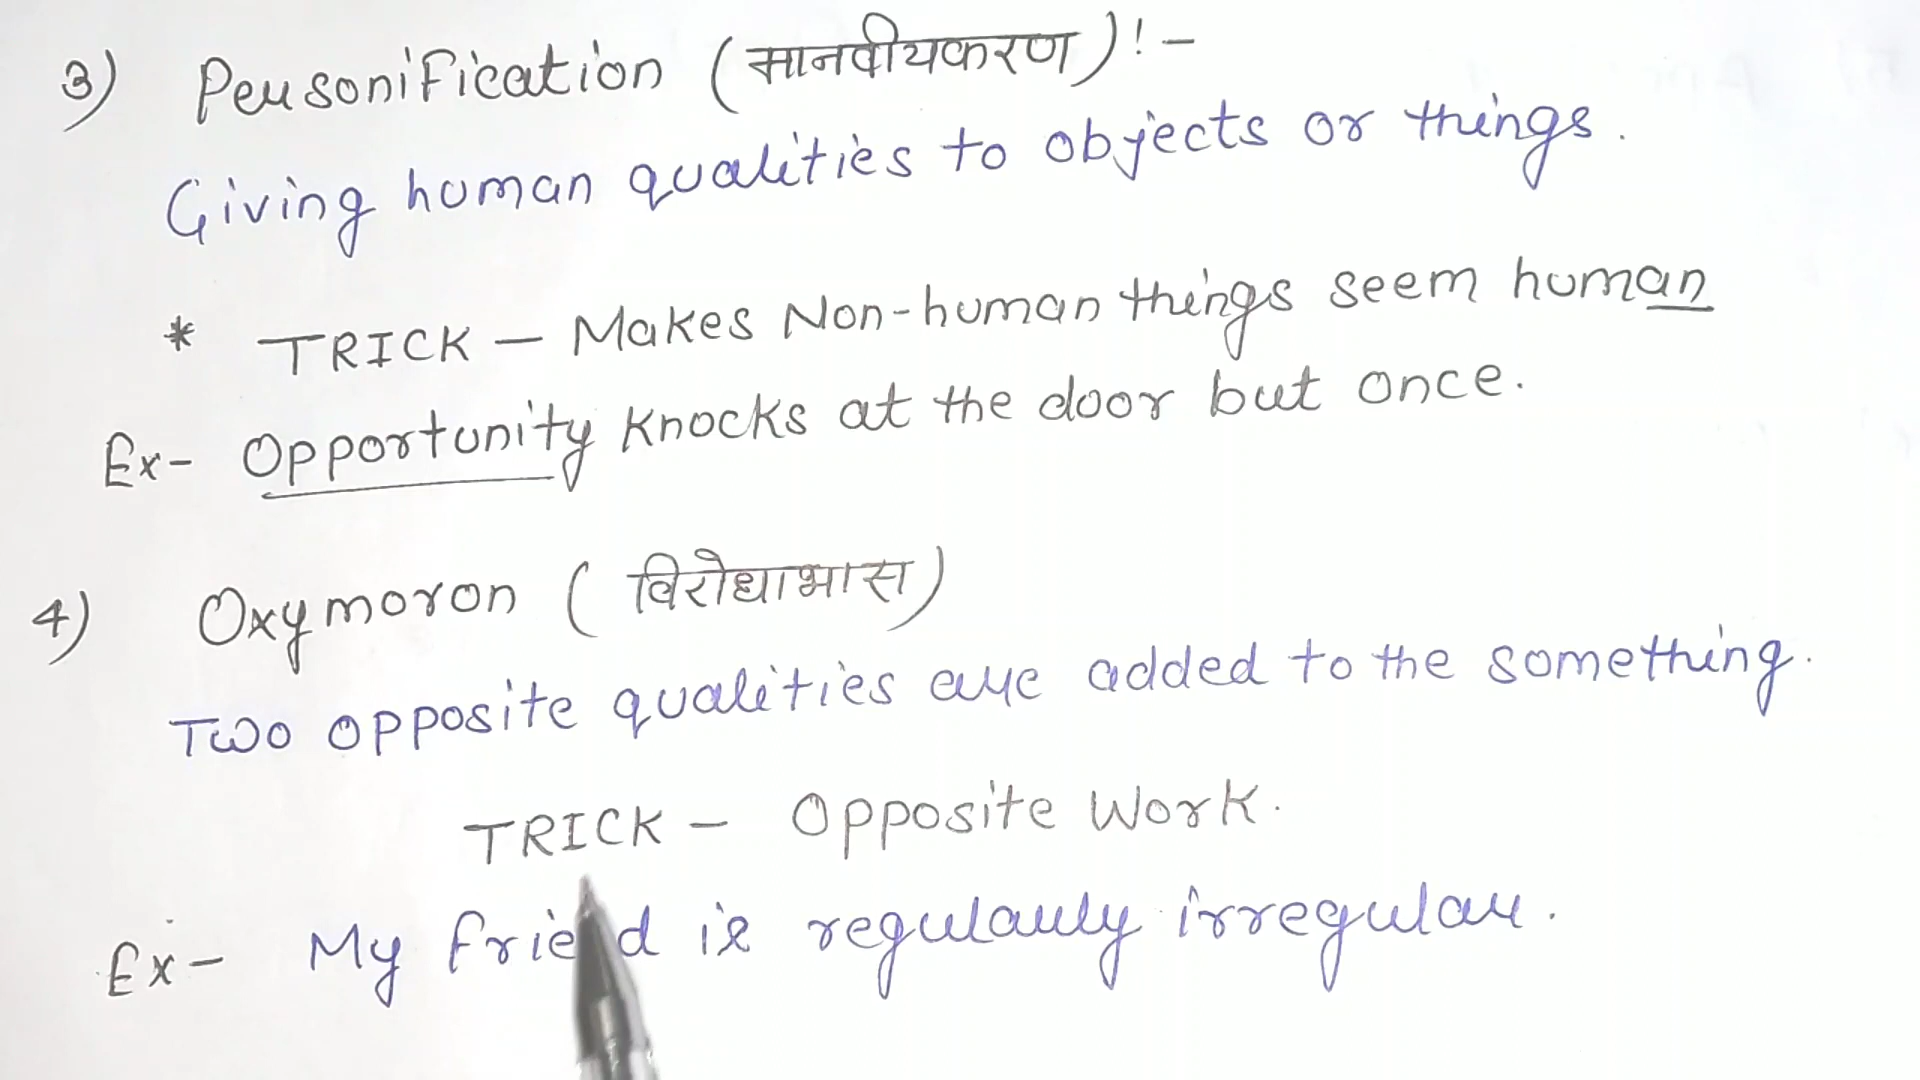 3) Personification (मानवीयकरण) :-
Giving human qualities to objects or things.
* TRICK - Makes Non-human things seem human
Ex- Opportunity knocks at the door but once.
4) Oxymoron (विरोधाभास)
Two opposite qualities are added to the something.
TRICK - Opposite Work.
Ex- My friend is regularly irregular.